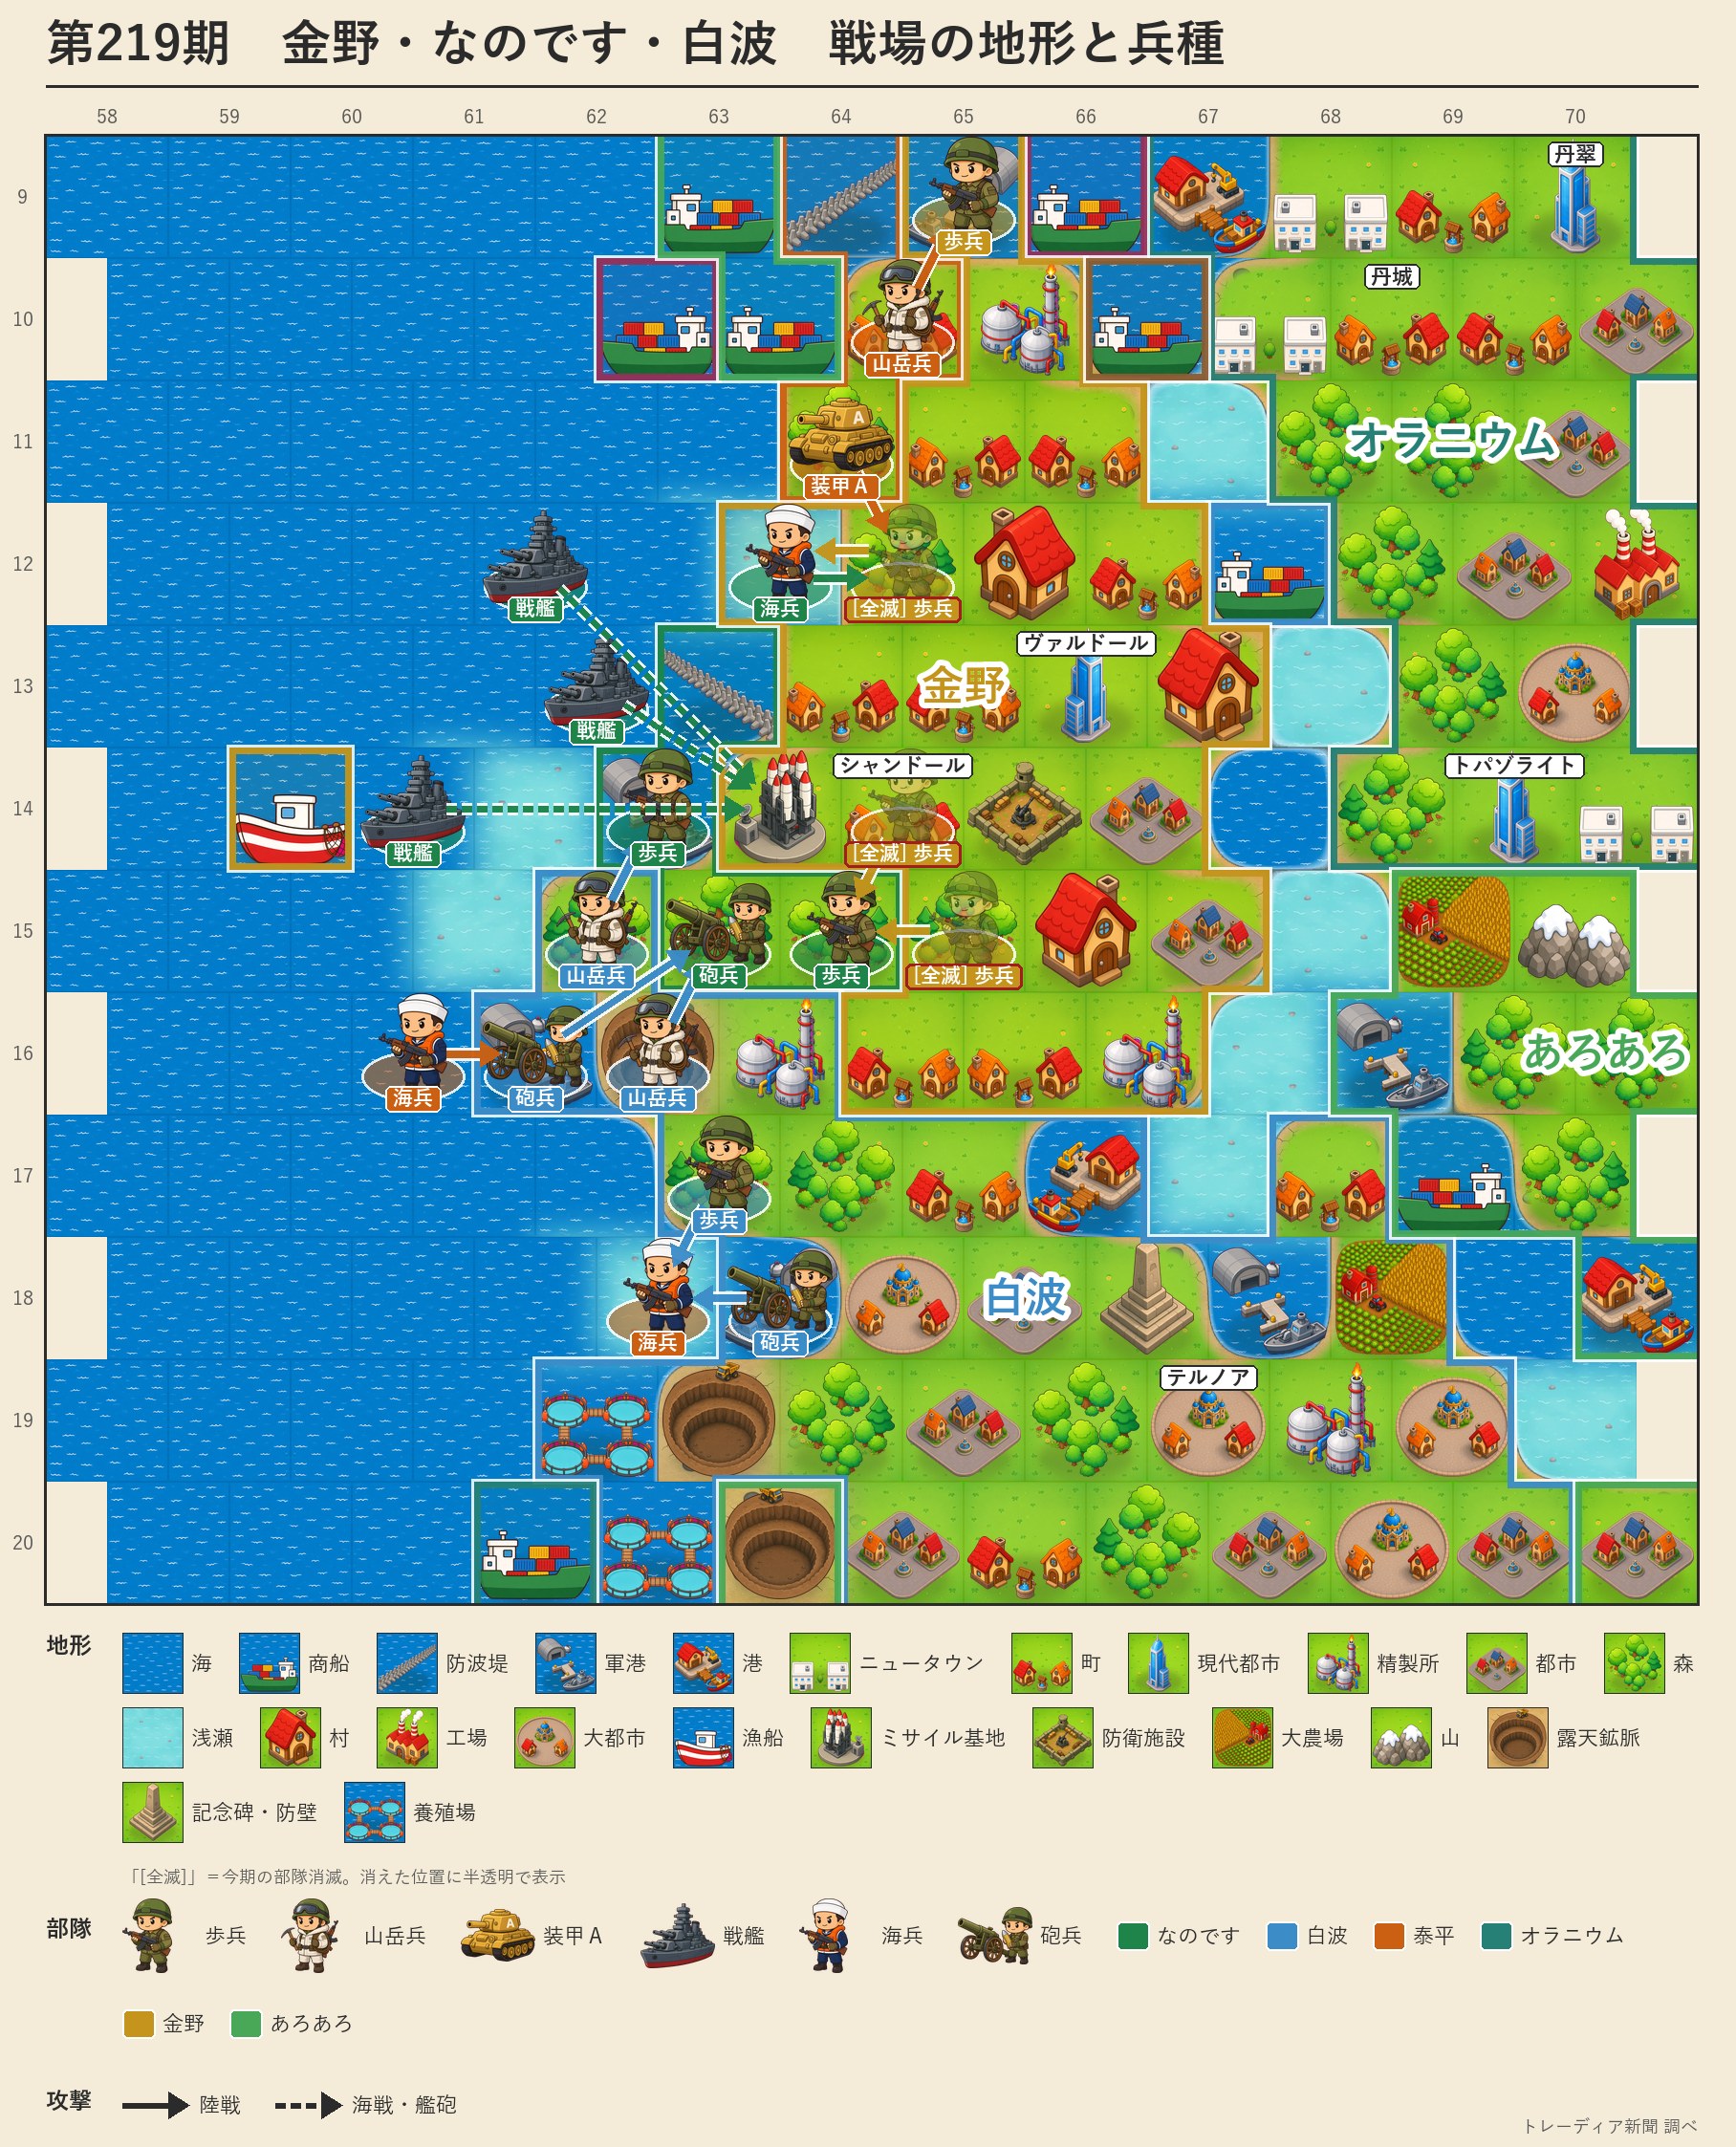 第219期 金野・なのです・白波 戦場の地形と兵種
58 59 60 61 62 63 64 65 66 67 68 69 70
9
丹翠
歩兵
10
丹城
山岳兵
11
A
オラニウム
装甲A
12
戦艦
海兵
[全滅] 歩兵
13
ヴァルドール
金野
戦艦
14
シャンドール
トパゾライト
戦艦
歩兵
[全滅] 歩兵
15
山岳兵
砲兵
歩兵
[全滅] 歩兵
16
あろあろ
海兵
砲兵
山岳兵
17
歩兵
18
白波
海兵
砲兵
19
テルノア
20
地形 海 商船 防波堤 軍港 港 ニュータウン 町 現代都市 精製所 都市 森
浅瀬 村 工場 大都市 漁船 ミサイル基地 防衛施設 大農場 山 露天鉱脈
記念碑・防壁 養殖場
「[全滅]」＝今期の部隊消滅。消えた位置に半透明で表示
部隊 歩兵 山岳兵 A 装甲A 戦艦 海兵 砲兵 なのです 白波 泰平 オラニウム
金野 あろあろ
攻撃 陸戦 海戦・艦砲
トレーディア新聞 調べ